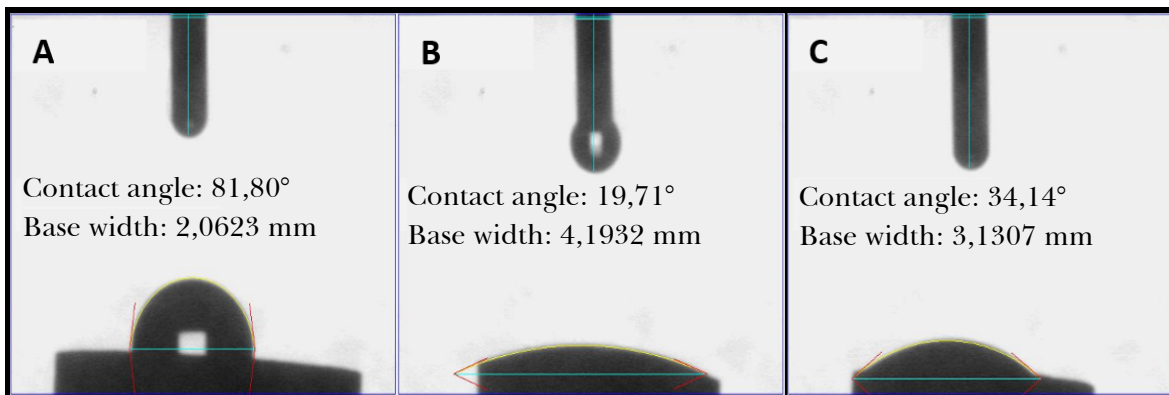 A
Contact angle: 81,80°
Base width: 2,0623 mm
B
Contact angle: 19,71°
Base width: 4,1932 mm
C
Contact angle: 34,14°
Base width: 3,1307 mm